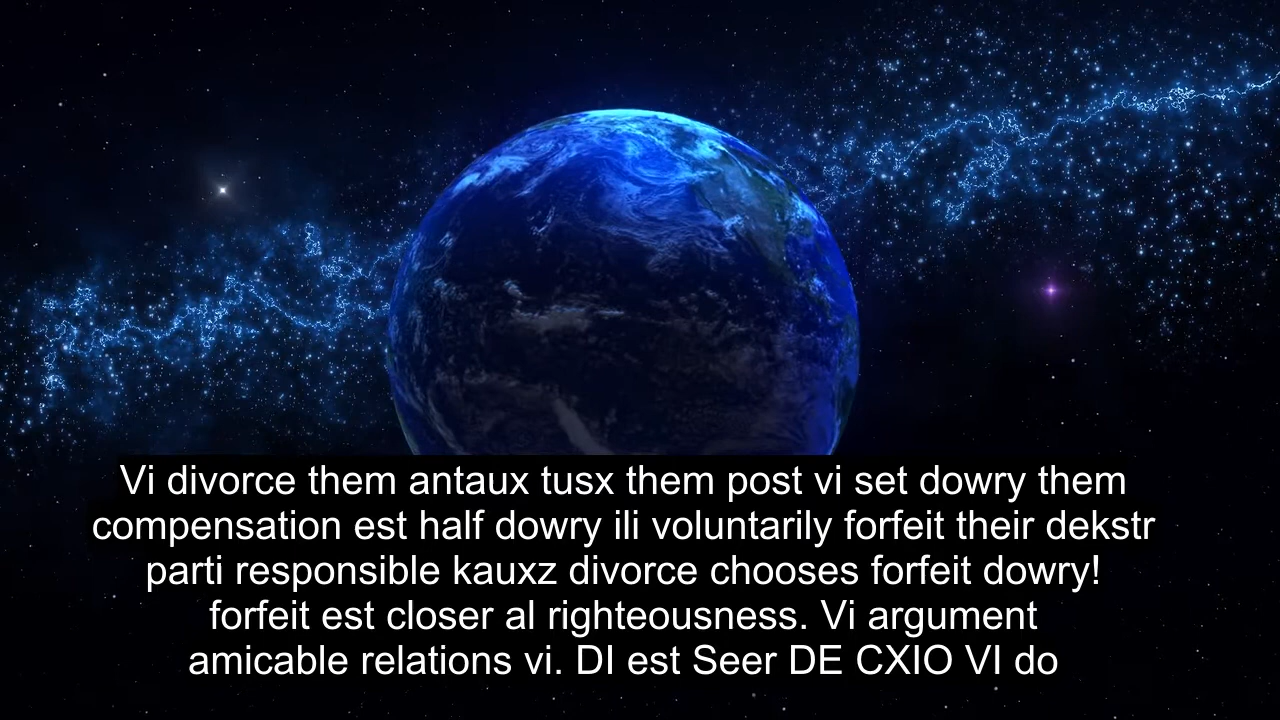 Vi divorce them antaux tusx them post vi set dowry them
compensation est half dowry ili voluntarily forfeit their dekstr
parti responsible kauxz divorce chooses forfeit dowry!
forfeit est closer al righteousness. Vi argument
amicable relations vi. DI est Seer DE CXIO VI do